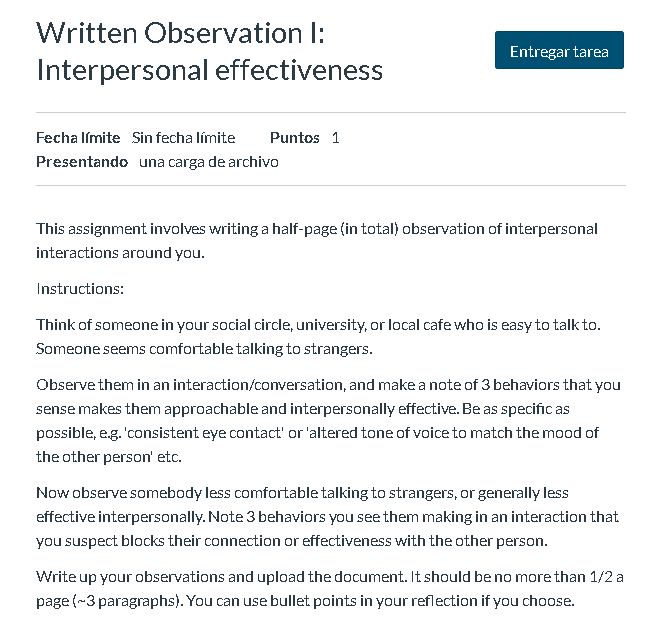 Written Observation I:
Interpersonal effectiveness
Entregar tarea
Fecha límite Sin fecha límite Puntos 1
Presentando una carga de archivo
This assignment involves writing a half-page (in total) observation of interpersonal
interactions around you.
Instructions:
Think of someone in your social circle, university, or local cafe who is easy to talk to.
Someone seems comfortable talking to strangers.
Observe them in an interaction/conversation, and make a note of 3 behaviors that you
sense makes them approachable and interpersonally effective. Be as specific as
possible, e.g. 'consistent eye contact' or 'altered tone of voice to match the mood of
the other person' etc.
Now observe somebody less comfortable talking to strangers, or generally less
effective interpersonally. Note 3 behaviors you see them making in an interaction that
you suspect blocks their connection or effectiveness with the other person.
Write up your observations and upload the document. It should be no more than 1/2 a
page (~3 paragraphs). You can use bullet points in your reflection if you choose.